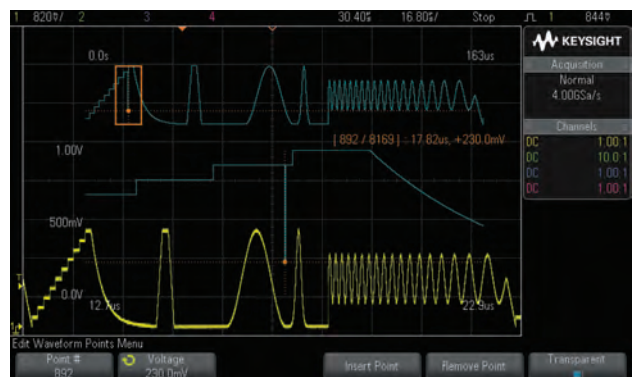 1 820▿/ 2 3 4 30.40s 16.80s/ Stop 1 844▿
0.0s 163us
KEYSIGHT
Acquisition
Normal
4.00GSa/s
Channels
DC 1.00:1
DC 10.0:1
DC 1.00:1
DC 1.00:1
[ 892 / 8169 ] : 17.82us, +230.0mV
1.00V
500mV
0.0V
12.7us 22.9us
Edit Waveform Points Menu
Point # Voltage Insert Point Remove Point Transparent
892 230.0mV